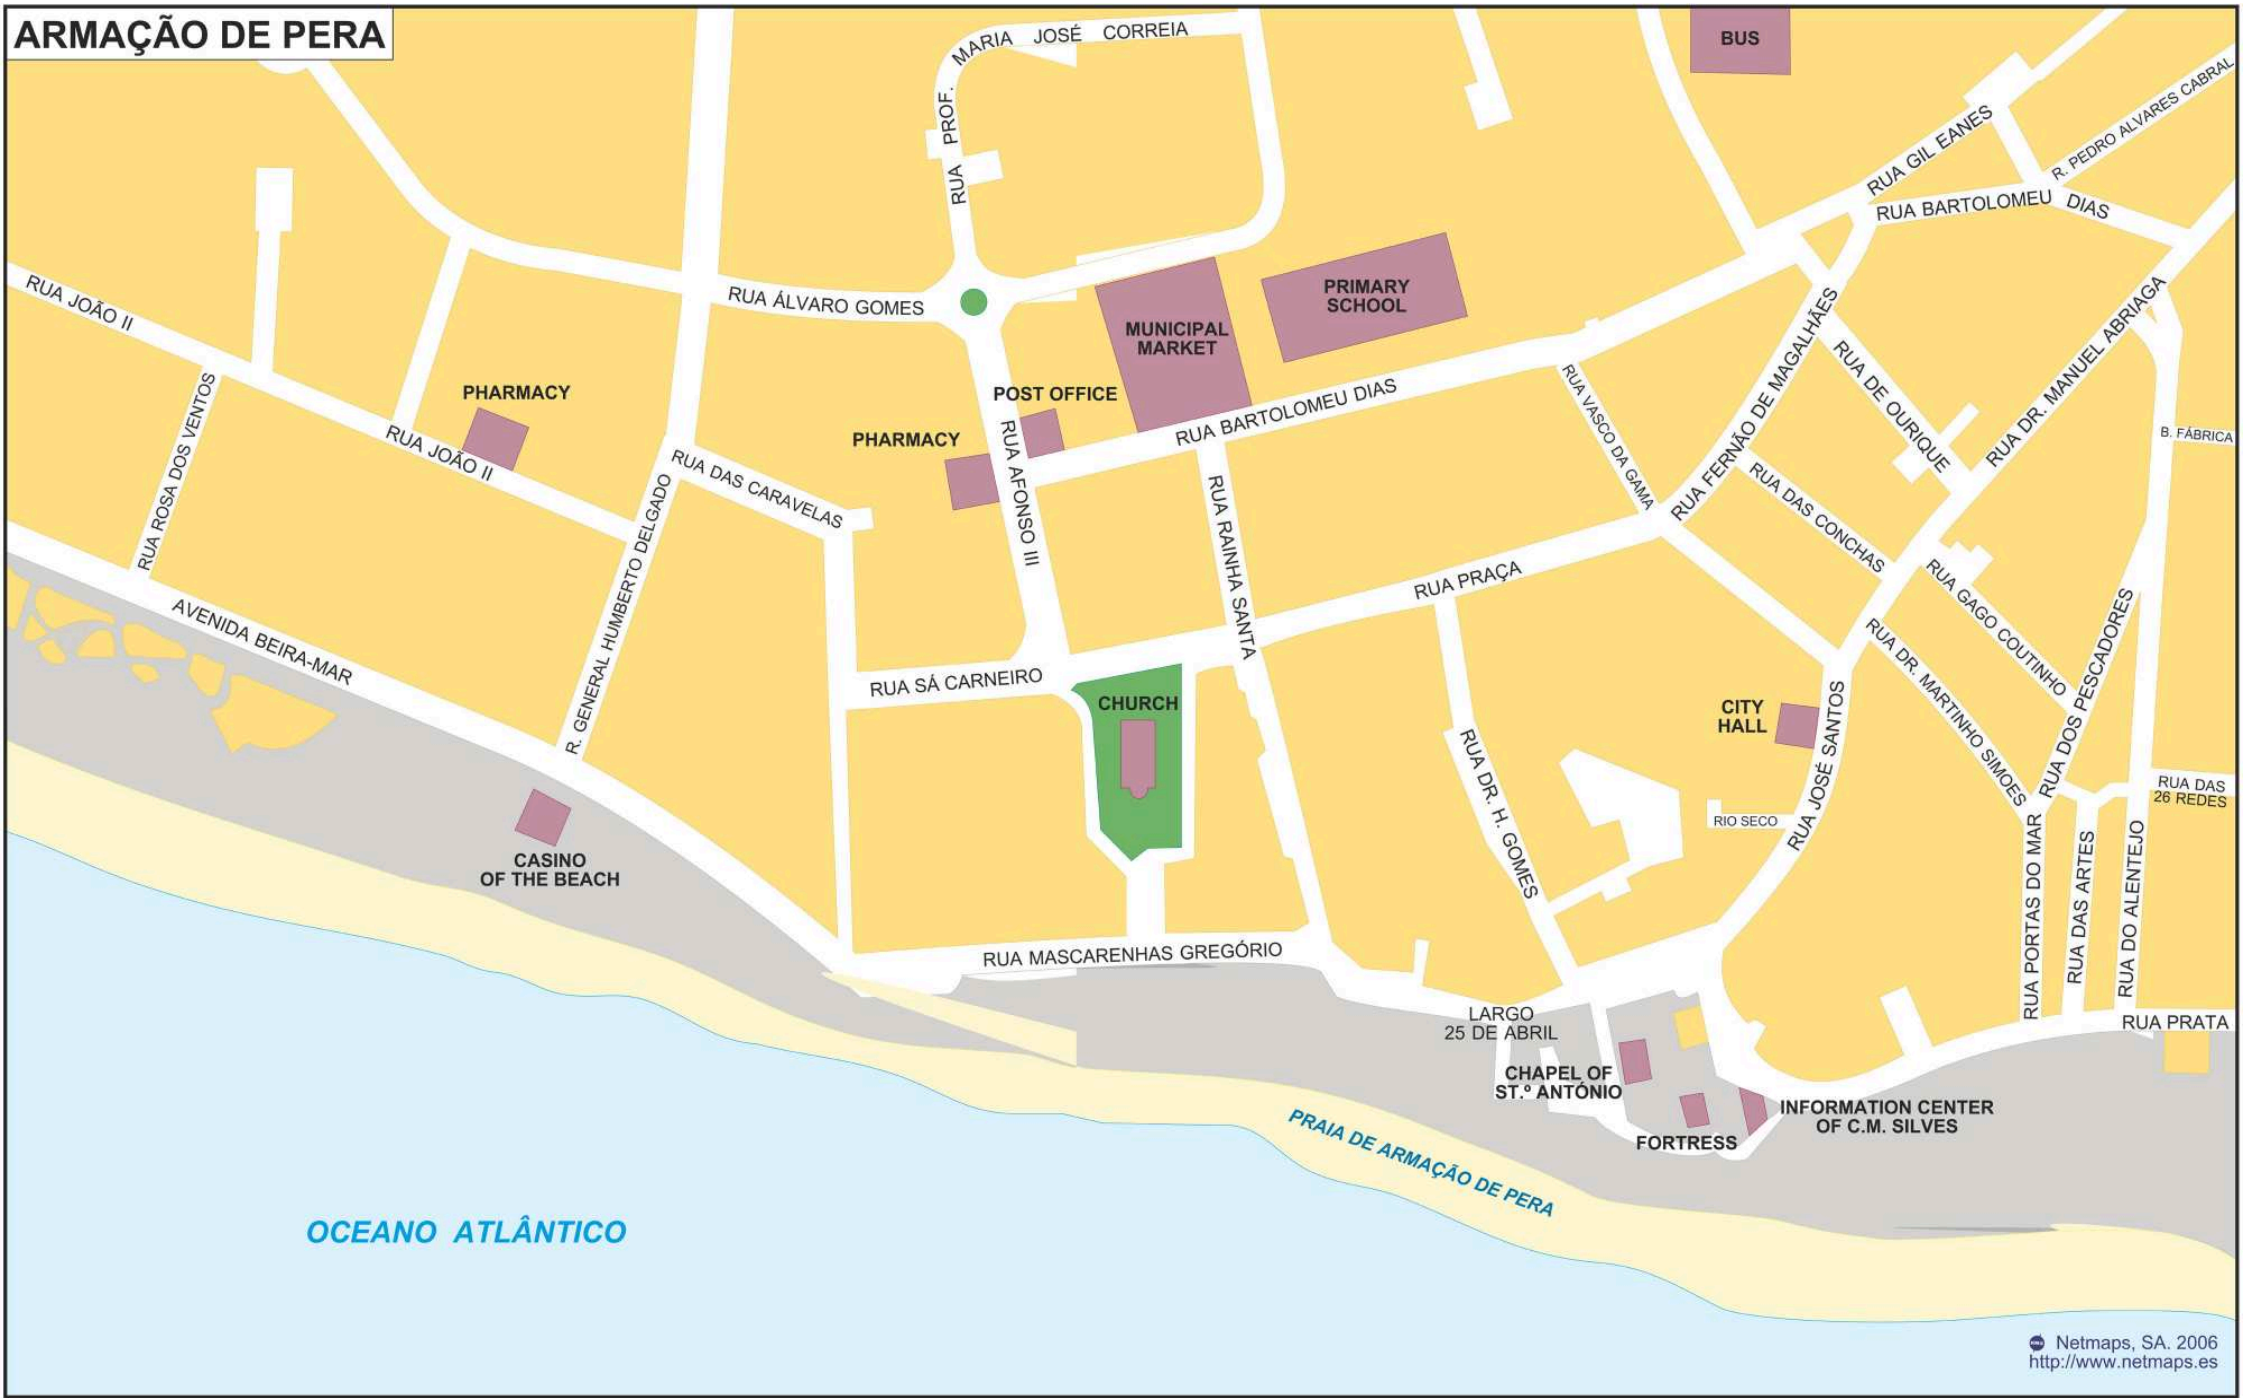 ARMAÇÃO DE PERA
MARIA JOSÉ CORREIA
RUA PROF.
BUS
RUA GIL EANES
R. PEDRO ALVARES CABRAL
RUA BARTOLOMEU DIAS
RUA JOÃO II
RUA ÁLVARO GOMES
PRIMARY
SCHOOL
MUNICIPAL
MARKET
RUA FERNÃO DE MAGALHÃES
RUA DE OURIQUE
RUA DR. MANUEL ABRIAGA
B. FÁBRICA
PHARMACY
POST OFFICE
PHARMACY
RUA BARTOLOMEU DIAS
RUA VASCO DA GAMA
RUA ROSA DOS VENTOS
RUA JOÃO II
RUA DAS CARAVELAS
RUA AFONSO III
RUA RAINHA SANTA
RUA DAS CONCHAS
RUA GAGO COUTINHO
RUA PRAÇA
R. GENERAL HUMBERTO DELGADO
AVENIDA BEIRA-MAR
RUA SÁ CARNEIRO
CHURCH
CITY
HALL
RUA DR. MARTINHO SIMOES
RUA DOS PESCADORES
RUA JOSÉ SANTOS
RUA DR. H. GOMES
RIO SECO
RUA DAS
26 REDES
CASINO
OF THE BEACH
RUA PORTAS DO MAR
RUA DAS ARTES
RUA DO ALENTEJO
RUA MASCARENHAS GREGÓRIO
LARGO
25 DE ABRIL
RUA PRATA
CHAPEL OF
ST.º ANTÓNIO
INFORMATION CENTER
OF C.M. SILVES
FORTRESS
PRAIA DE ARMAÇÃO DE PERA
OCEANO ATLÂNTICO
Netmaps, SA. 2006
http://www.netmaps.es